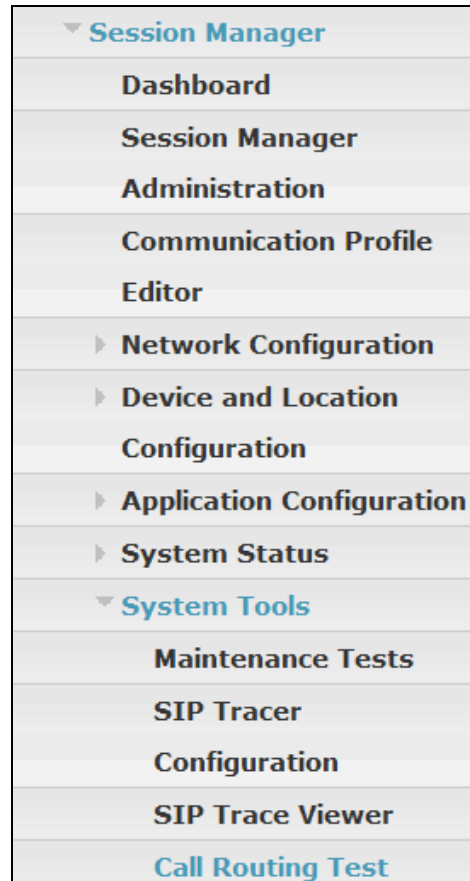 Session Manager
Dashboard
Session Manager
Administration
Communication Profile
Editor
Network Configuration
Device and Location
Configuration
Application Configuration
System Status
System Tools
Maintenance Tests
SIP Tracer
Configuration
SIP Trace Viewer
Call Routing Test